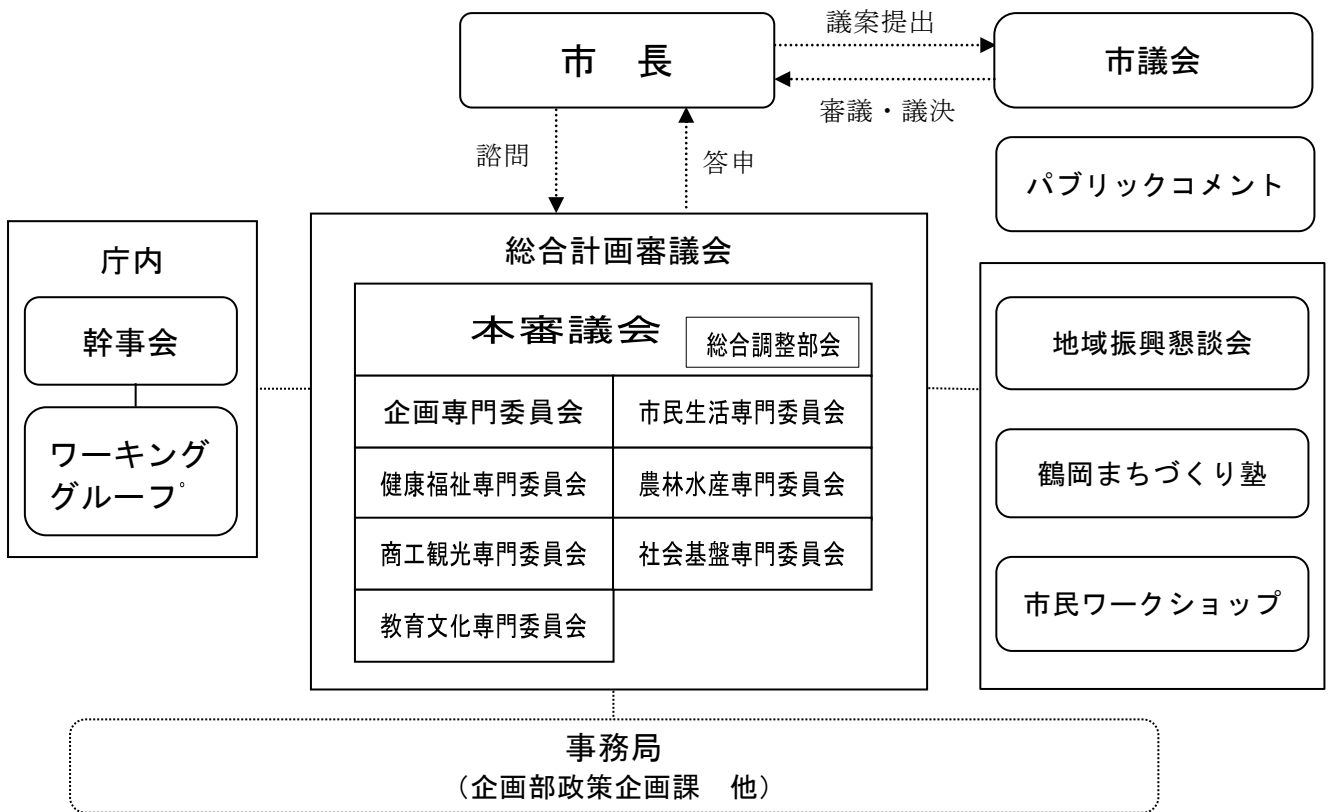 市　長
議案提出
市議会
審議・議決
諮問
答申
パブリックコメント
庁内
幹事会
ワーキング
グループ
総合計画審議会
本審議会
総合調整部会
企画専門委員会
市民生活専門委員会
健康福祉専門委員会
農林水産専門委員会
商工観光専門委員会
社会基盤専門委員会
教育文化専門委員会
地域振興懇談会
鶴岡まちづくり塾
市民ワークショップ
事務局
（企画部政策企画課　他）